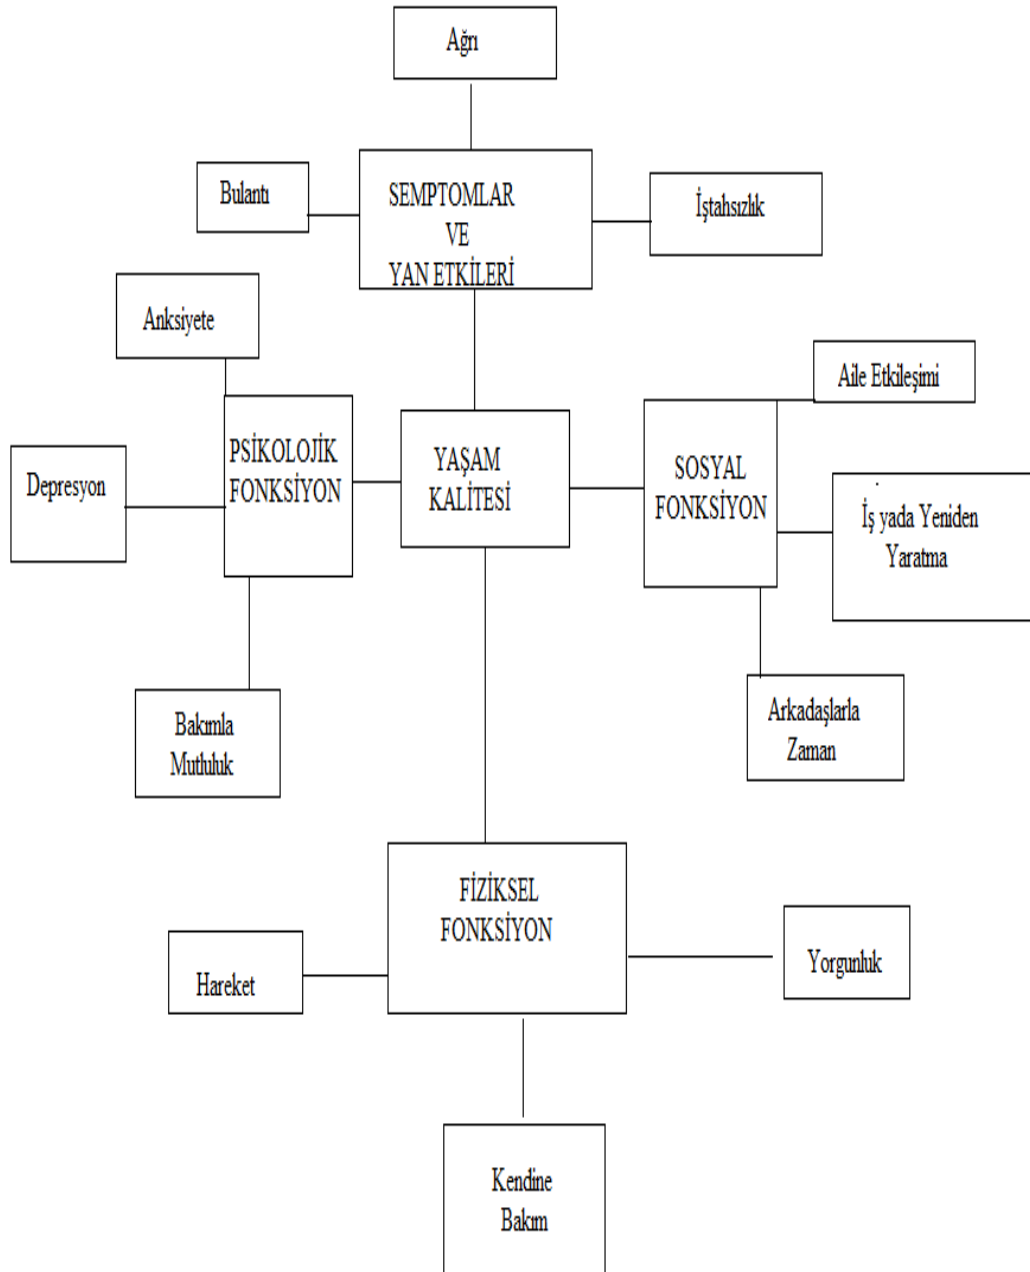 Ağrı
Bulantı
SEMPTOMLAR
VE
YAN ETKİLERİ
İştahsızlık
Anksiyete
Aile Etkileşimi
Depresyon
PSİKOLOJİK
FONKSİYON
YAŞAM
KALİTESİ
SOSYAL
FONKSİYON
İş yada Yeniden
Yaratma
Bakımla
Mutluluk
Arkadaşlarla
Zaman
FİZİKSEL
FONKSİYON
Hareket
Yorgunluk
Kendine
Bakım